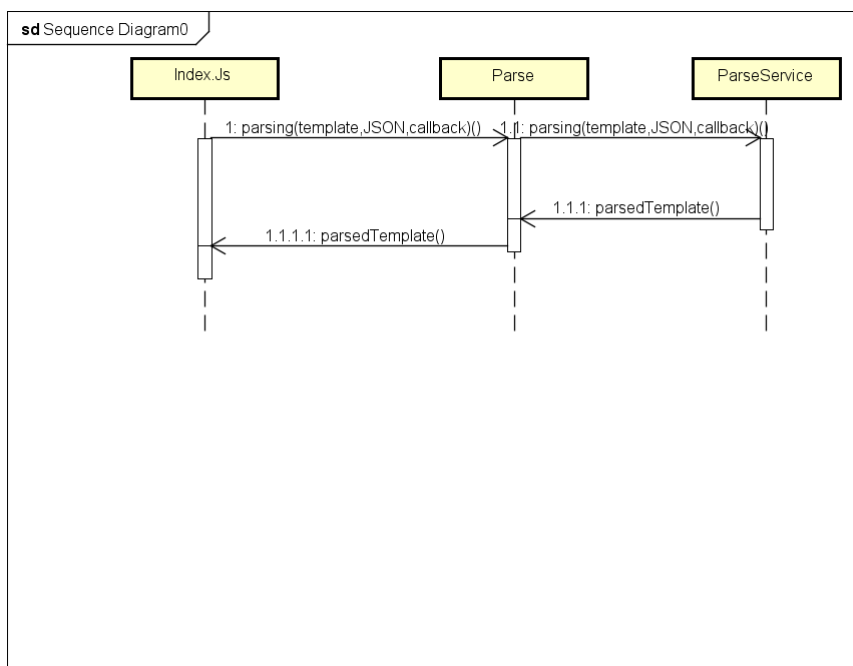 sd Sequence Diagram0
Index.Js
Parse
ParseService
1: parsing(template,JSON,callback)()
1.1: parsing(template,JSON,callback)()
1.1.1: parsedTemplate()
1.1.1.1: parsedTemplate()